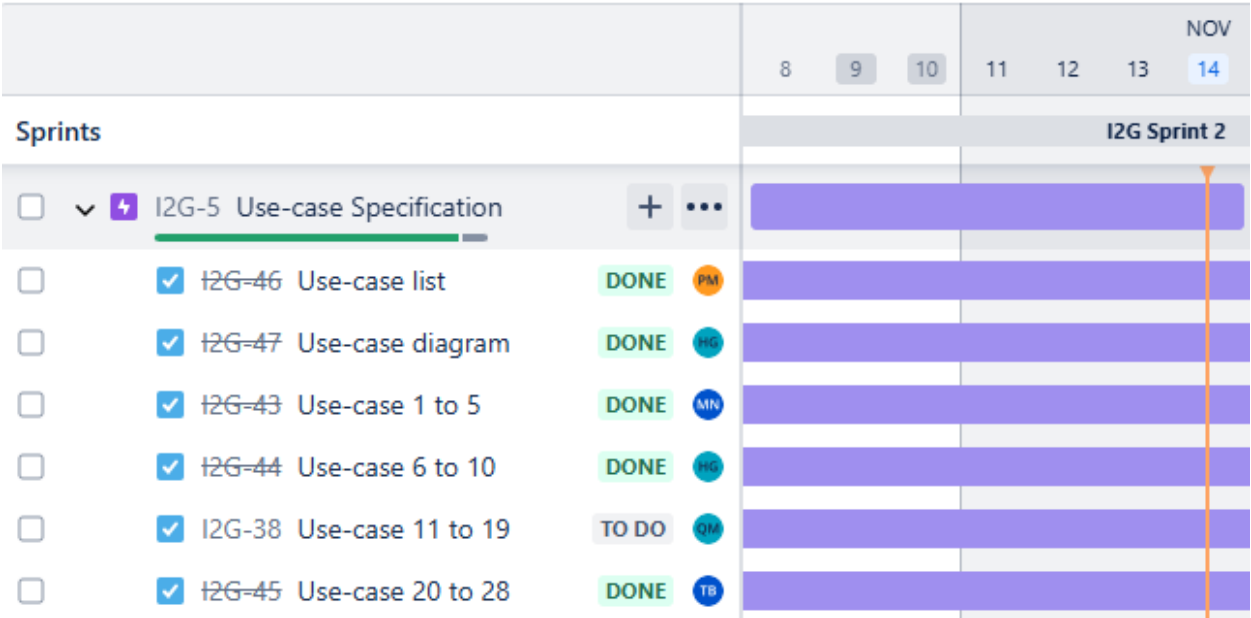 NOV
8 9 10 11 12 13 14
Sprints
I2G Sprint 2
I2G-5 Use-case Specification
I2G-46 Use-case list DONE PM
I2G-47 Use-case diagram DONE HG
I2G-43 Use-case 1 to 5 DONE MN
I2G-44 Use-case 6 to 10 DONE HG
I2G-38 Use-case 11 to 19 TO DO QM
I2G-45 Use-case 20 to 28 DONE TB